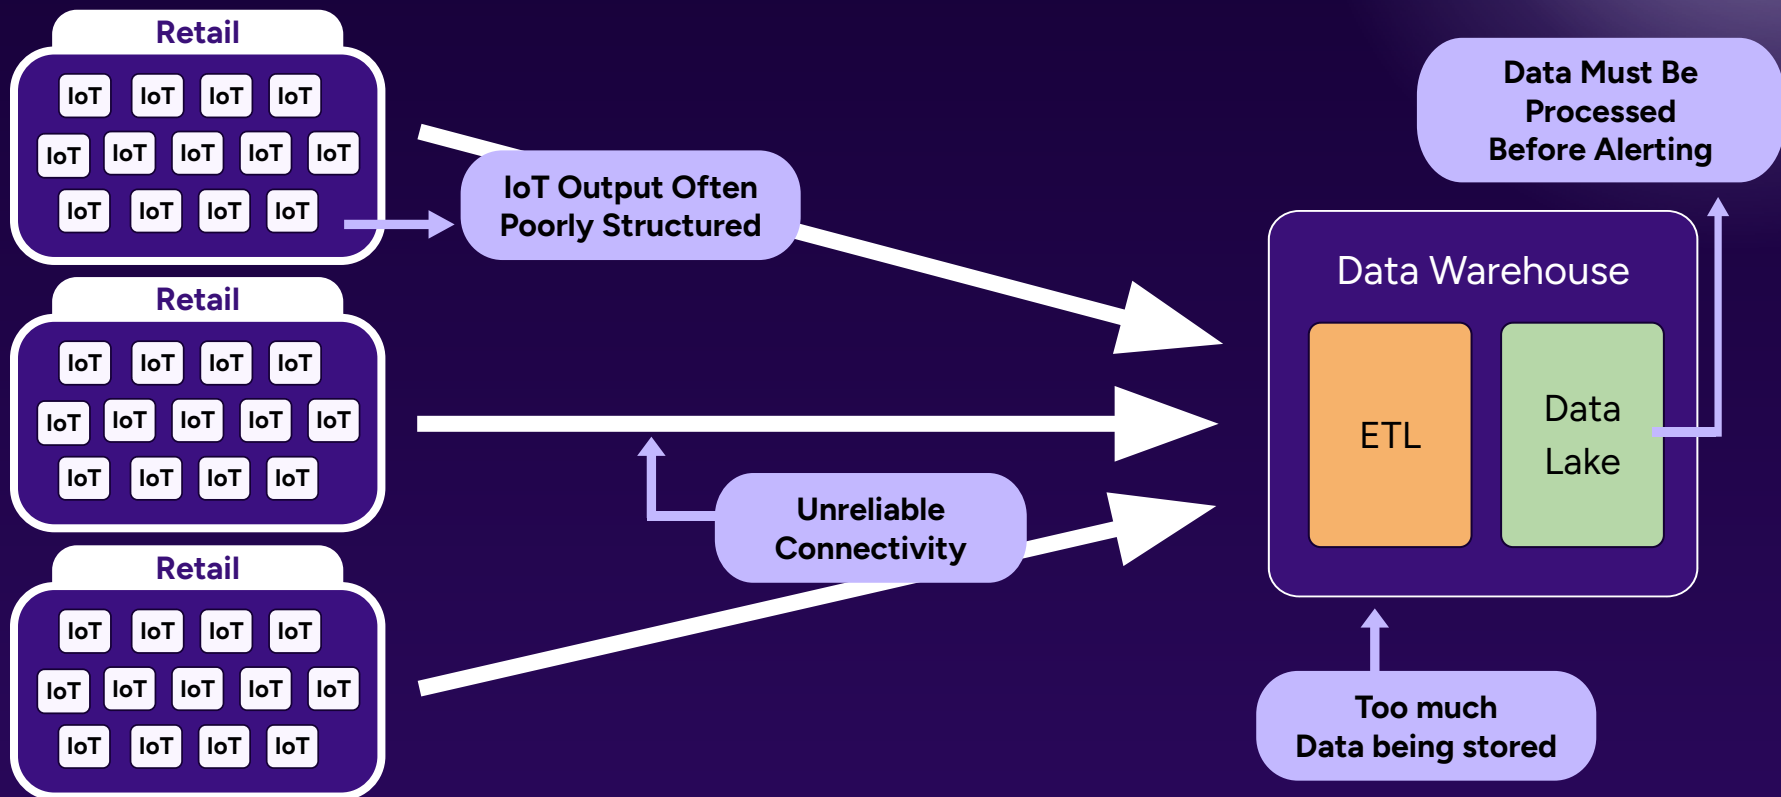 Retail
IoT IoT IoT IoT
IoT IoT IoT IoT IoT
IoT IoT IoT IoT
IoT Output Often
Poorly Structured
Retail
IoT IoT IoT IoT
IoT IoT IoT IoT IoT
IoT IoT IoT IoT
Unreliable
Connectivity
Retail
IoT IoT IoT IoT
IoT IoT IoT IoT IoT
IoT IoT IoT IoT
Data Must Be
Processed
Before Alerting
Data Warehouse
ETL
Data
Lake
Too much
Data being stored